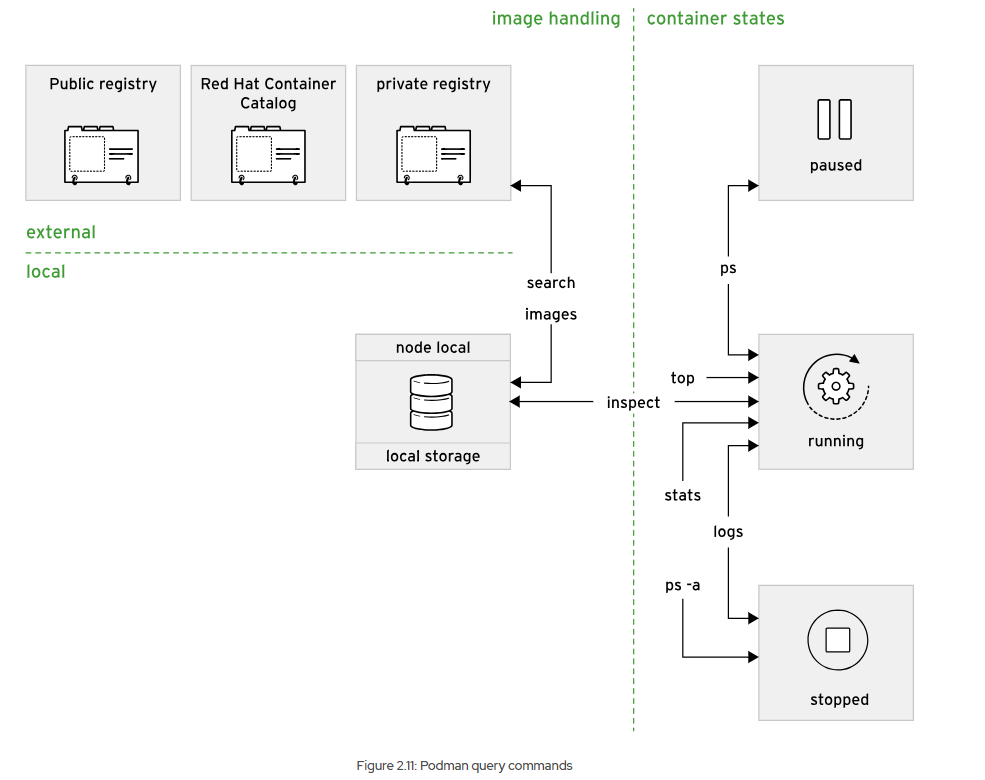 image handling
container states
Public registry
Red Hat Container
Catalog
private registry
paused
external
local
ps
search
images
node local
top
inspect
running
local storage
stats
logs
ps -a
stopped
Figure 2.11: Podman query commands